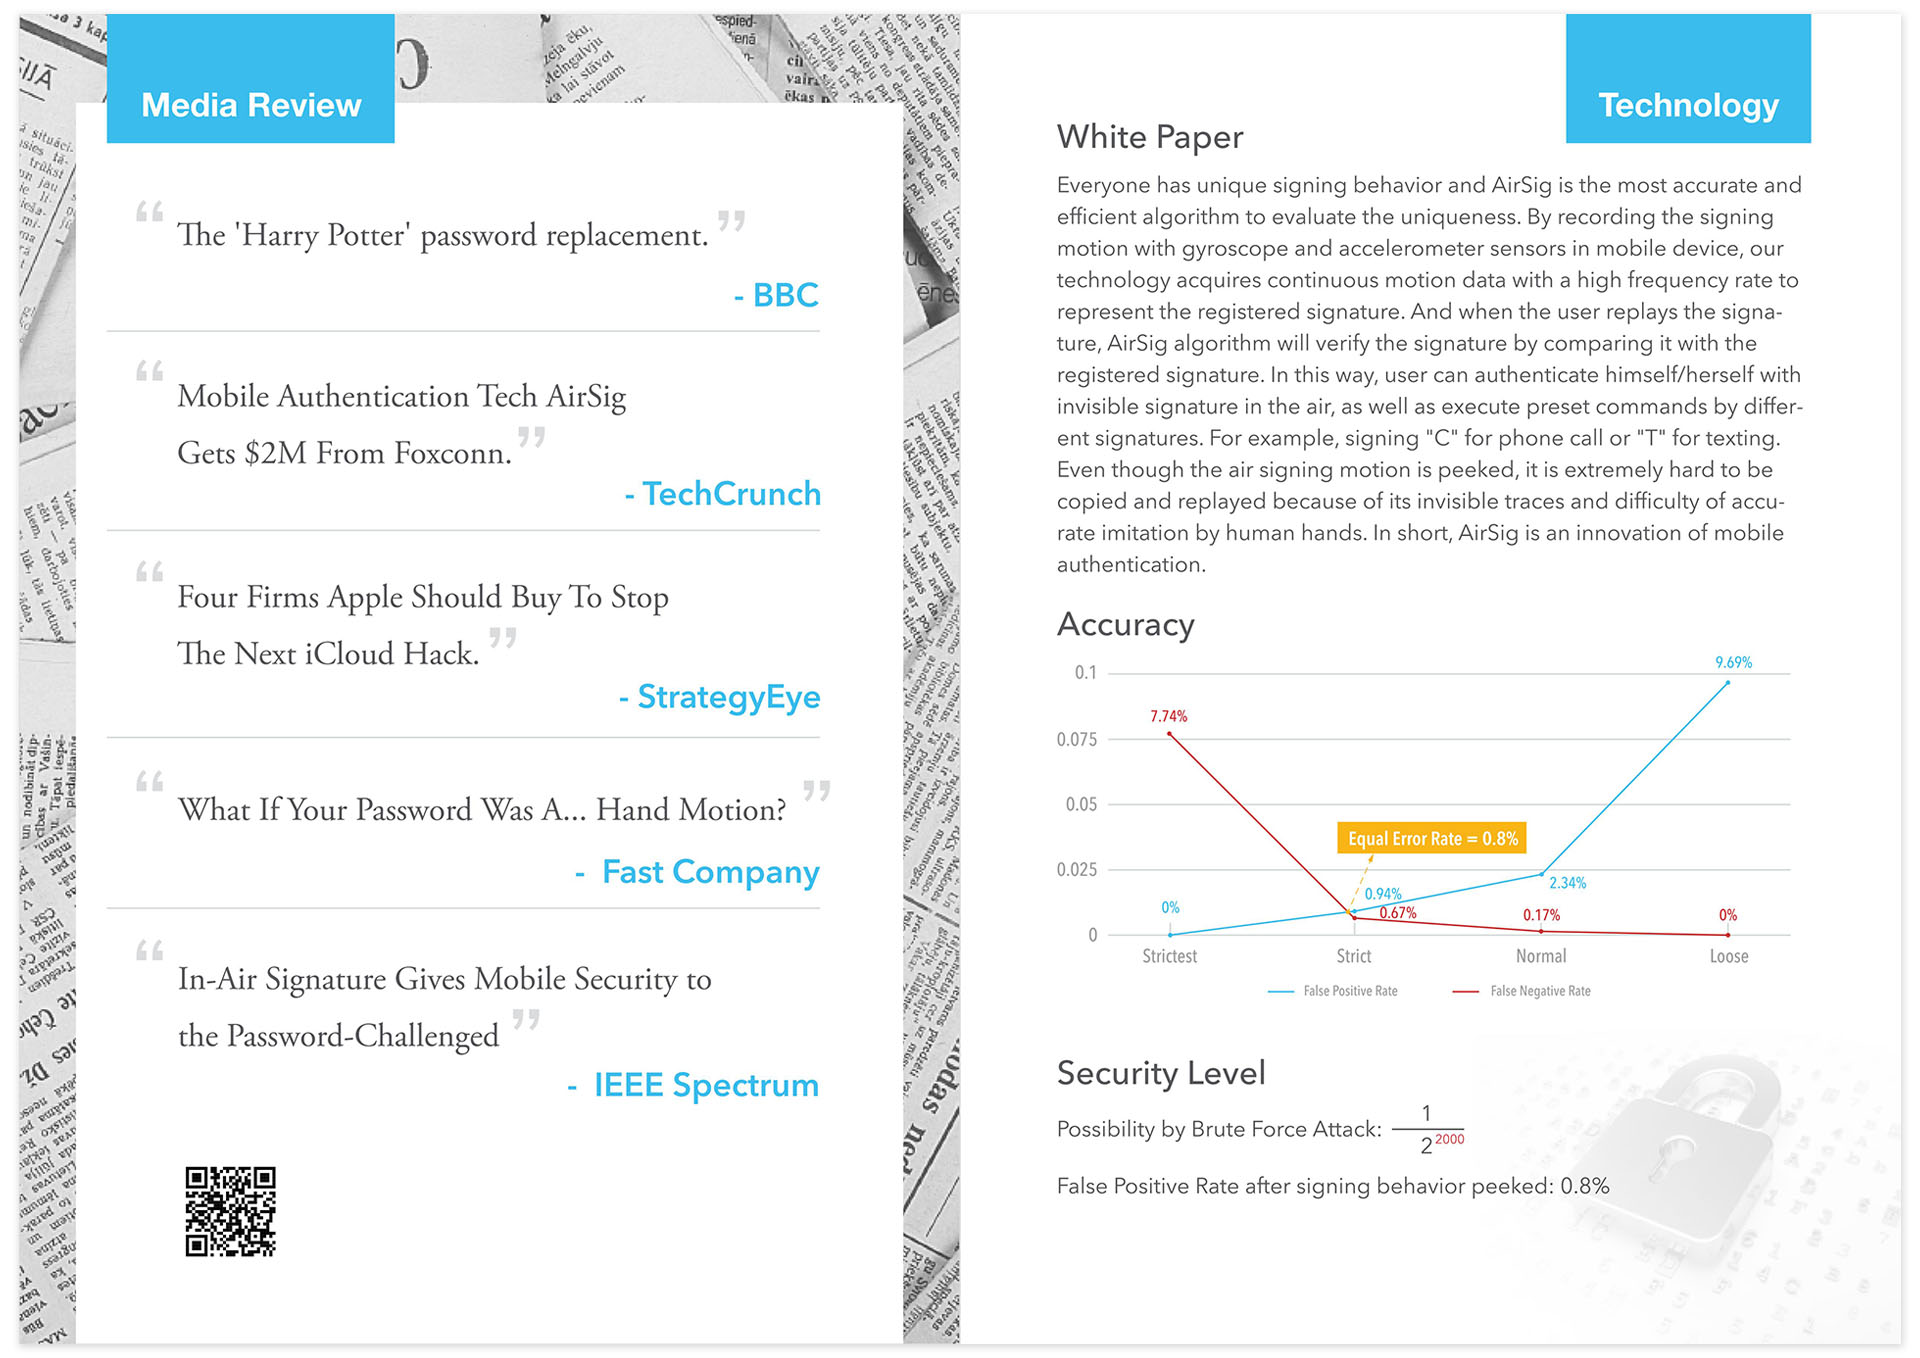 Media Review
“ The 'Harry Potter' password replacement. ”
- BBC
“ Mobile Authentication Tech AirSig
Gets $2M From Foxconn. ”
- TechCrunch
“ Four Firms Apple Should Buy To Stop
The Next iCloud Hack. ”
- StrategyEye
“ What If Your Password Was A... Hand Motion? ”
- Fast Company
“ In-Air Signature Gives Mobile Security to
the Password-Challenged ”
- IEEE Spectrum
Technology
White Paper
Everyone has unique signing behavior and AirSig is the most accurate and
efficient algorithm to evaluate the uniqueness. By recording the signing
motion with gyroscope and accelerometer sensors in mobile device, our
technology acquires continuous motion data with a high frequency rate to
represent the registered signature. And when the user replays the signa-
ture, AirSig algorithm will verify the signature by comparing it with the
registered signature. In this way, user can authenticate himself/herself with
invisible signature in the air, as well as execute preset commands by differ-
ent signatures. For example, signing "C" for phone call or "T" for texting.
Even though the air signing motion is peeked, it is extremely hard to be
copied and replayed because of its invisible traces and difficulty of accu-
rate imitation by human hands. In short, AirSig is an innovation of mobile
authentication.
Accuracy
0.1
0.075
0.05
0.025
0
9.69%
7.74%
Equal Error Rate = 0.8%
0.94%
2.34%
0%
0.67%
0.17%
0%
Strictest Strict Normal Loose
False Positive Rate False Negative Rate
Security Level
Possibility by Brute Force Attack: 1/2^2000
False Positive Rate after signing behavior peeked: 0.8%